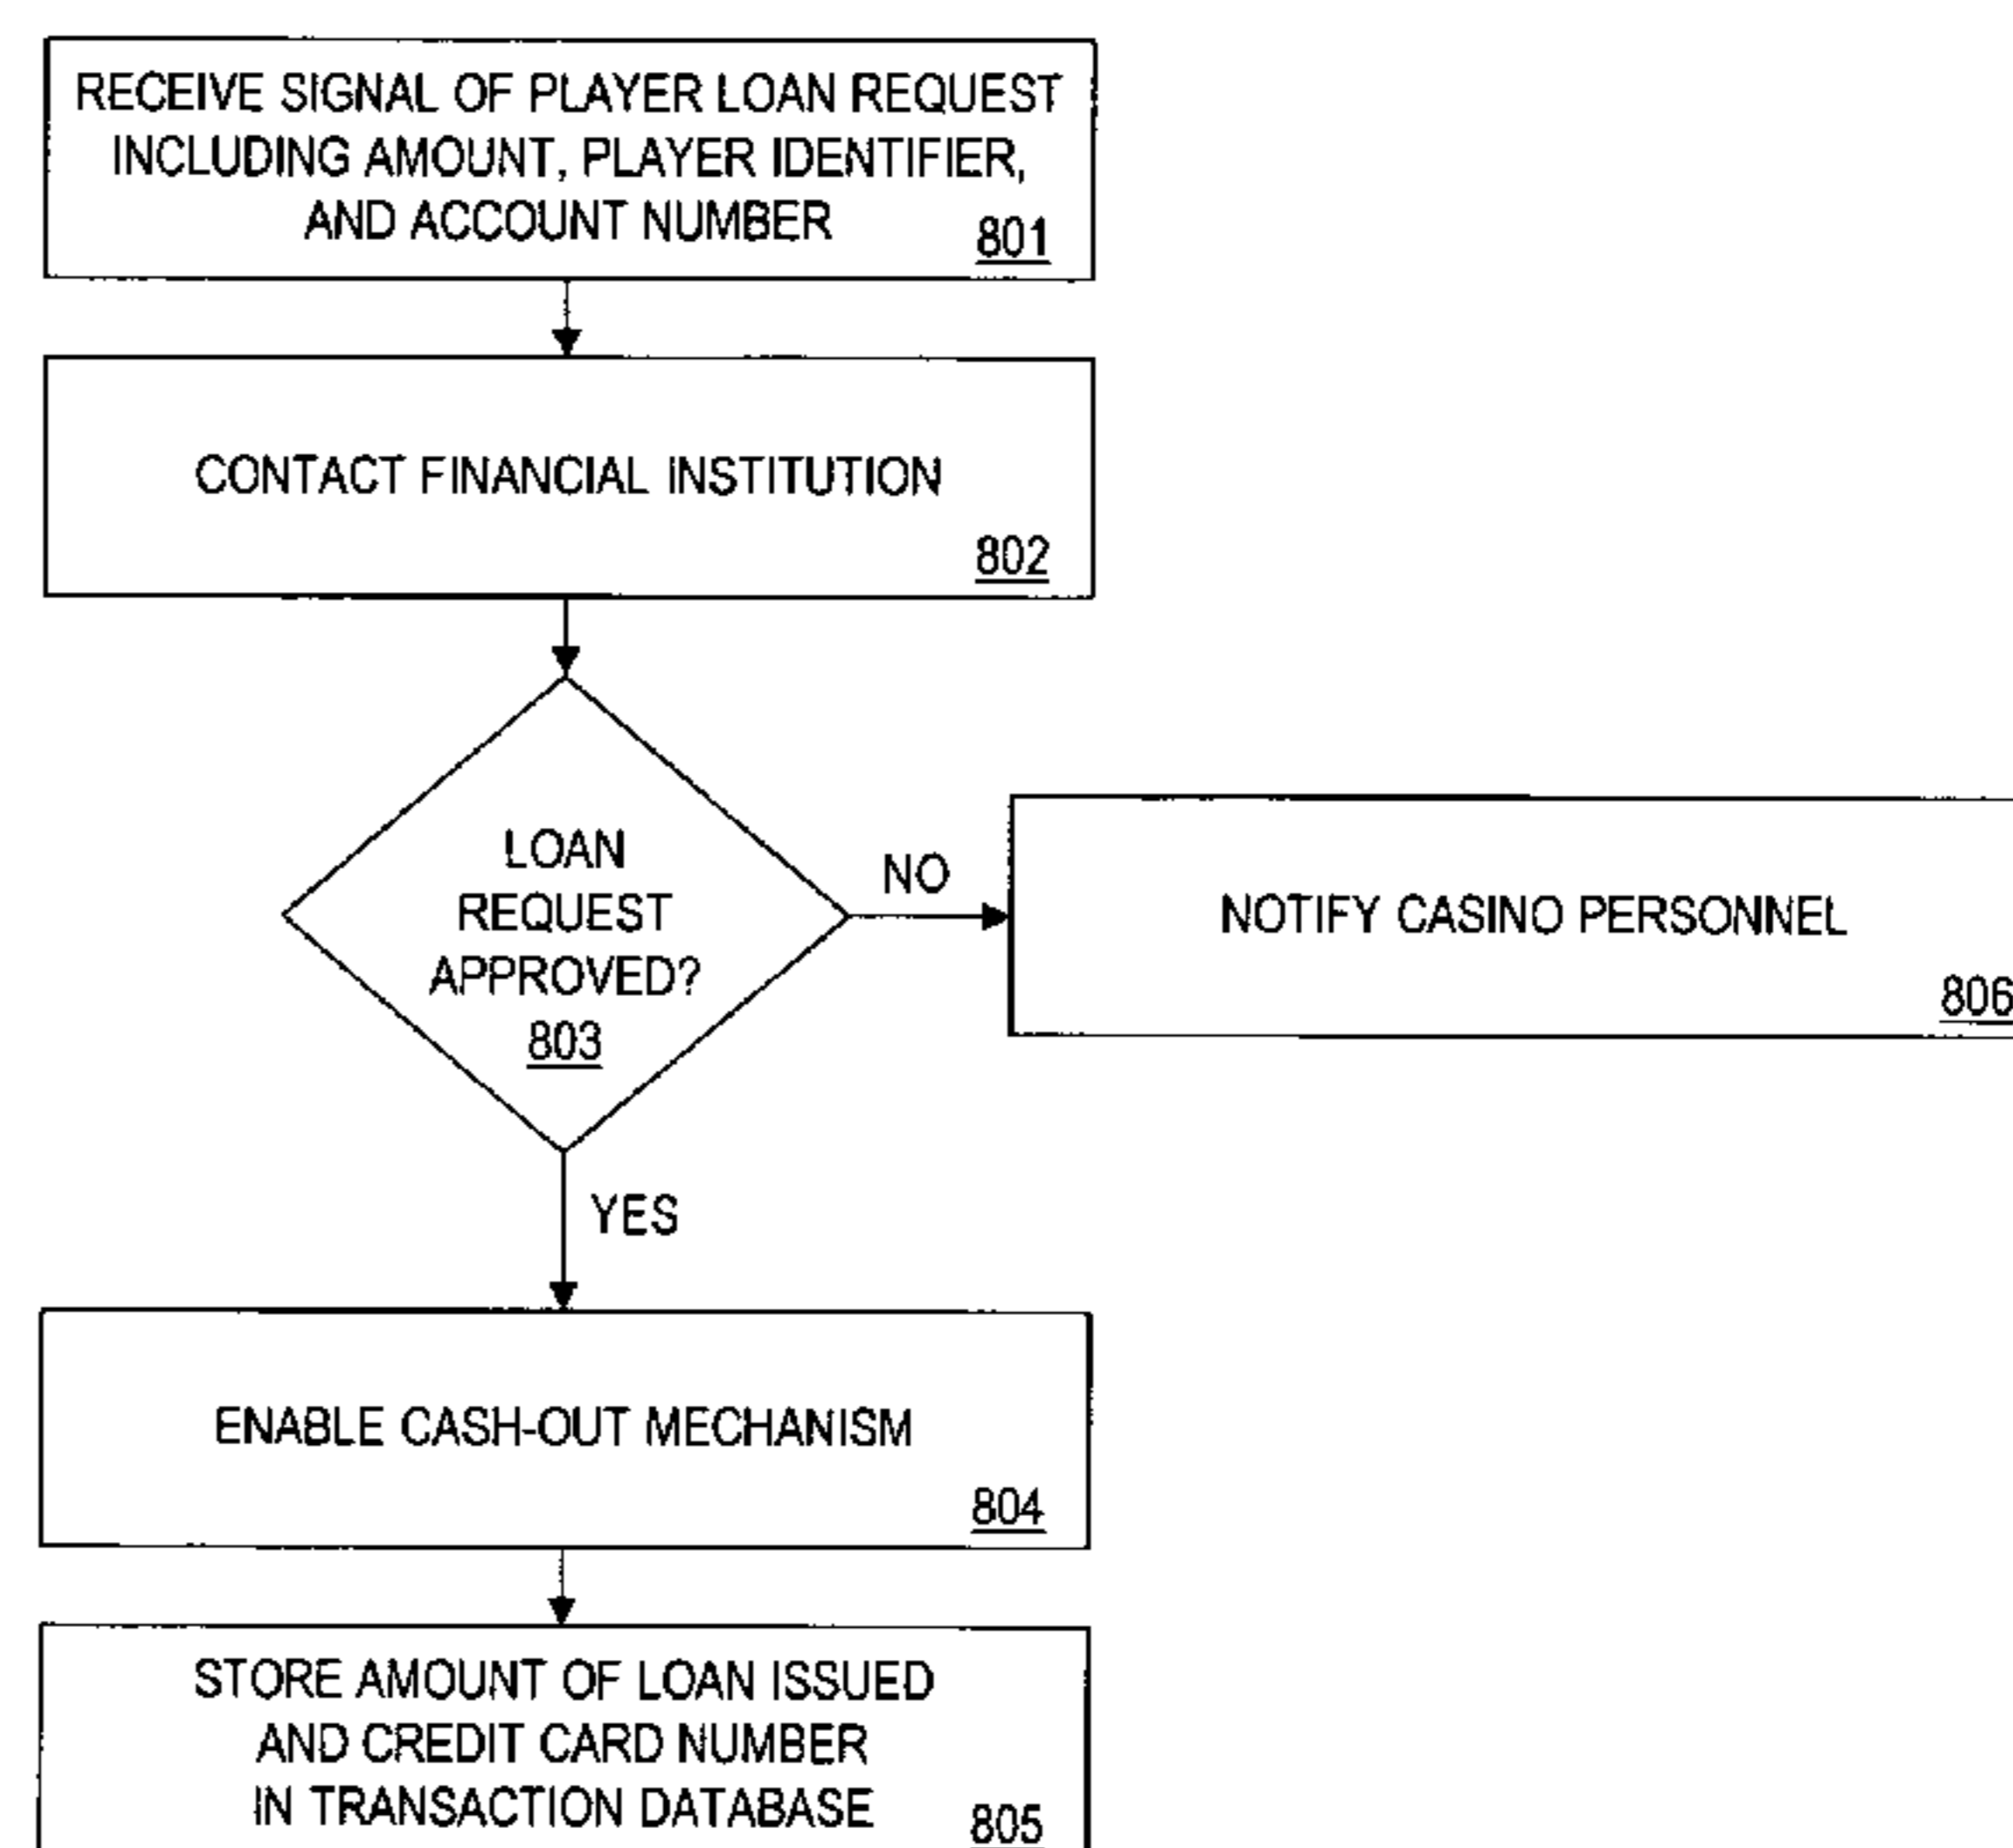 RECEIVE SIGNAL OF PLAYER LOAN REQUEST
INCLUDING AMOUNT, PLAYER IDENTIFIER,
AND ACCOUNT NUMBER
801
CONTACT FINANCIAL INSTITUTION
802
LOAN
REQUEST
APPROVED?
803
NO
NOTIFY CASINO PERSONNEL
806
YES
ENABLE CASH-OUT MECHANISM
804
STORE AMOUNT OF LOAN ISSUED
AND CREDIT CARD NUMBER
IN TRANSACTION DATABASE
805